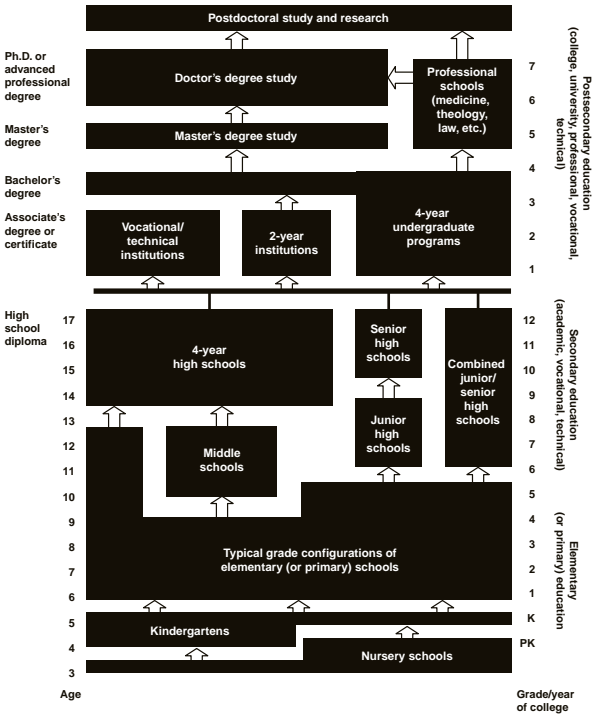 Postdoctoral study and research
Ph.D. or
advanced
professional
degree
Doctor's degree study
Professional
schools
(medicine,
theology,
law, etc.)
7
6
5
Master's
degree
Master's degree study
4
Bachelor's
degree
3
Associate's
degree or
certificate
Vocational/
technical
institutions
2-year
institutions
4-year
undergraduate
programs
2
1
Postsecondary education
(college, university, professional, vocational,
technical)
High
school
diploma
17
16
15
14
13
12
11
10
9
8
7
6
5
4
3
Age
4-year
high schools
Senior
high
schools
Combined
junior/
senior
high
schools
Middle
schools
Junior
high
schools
12
11
10
9
8
7
6
5
4
3
2
1
K
PK
Grade/year
of college
Secondary education
(academic, vocational, technical)
Typical grade configurations of
elementary (or primary) schools
Elementary
(or primary) education
Kindergartens
Nursery schools